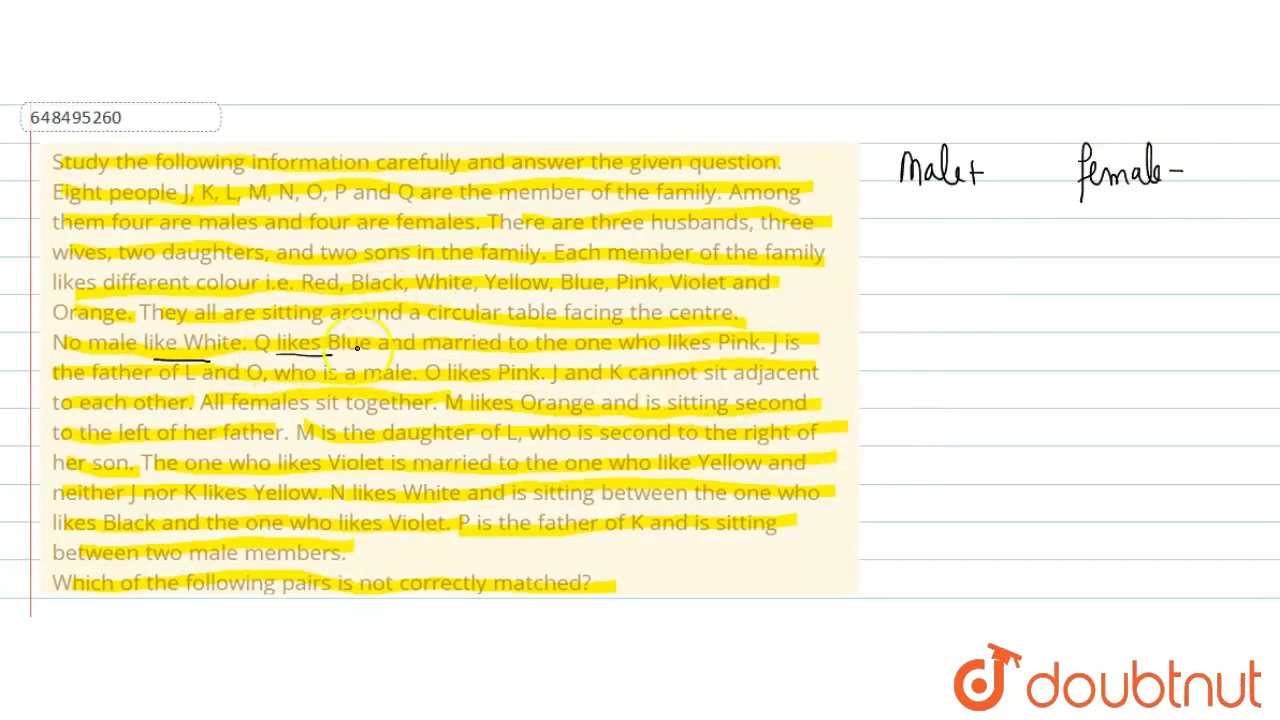 648495260
Study the following information carefully and answer the given question.
Eight people J, K, L, M, N, O, P and Q are the member of the family. Among
them four are males and four are females. There are three husbands, three
wives, two daughters, and two sons in the family. Each member of the family
likes different colour i.e. Red, Black, White, Yellow, Blue, Pink, Violet and
Orange. They all are sitting around a circular table facing the centre.
No male like White. Q likes Blue and married to the one who likes Pink. J is
the father of L and O, who is a male. O likes Pink. J and K cannot sit adjacent
to each other. All females sit together. M likes Orange and is sitting second
to the left of her father. M is the daughter of L, who is second to the right of
her son. The one who likes Violet is married to the one who like Yellow and
neither J nor K likes Yellow. N likes White and is sitting between the one who
likes Black and the one who likes Violet. P is the father of K and is sitting
between two male members.
Which of the following pairs is not correctly matched?
Male+ female-
doubtnut